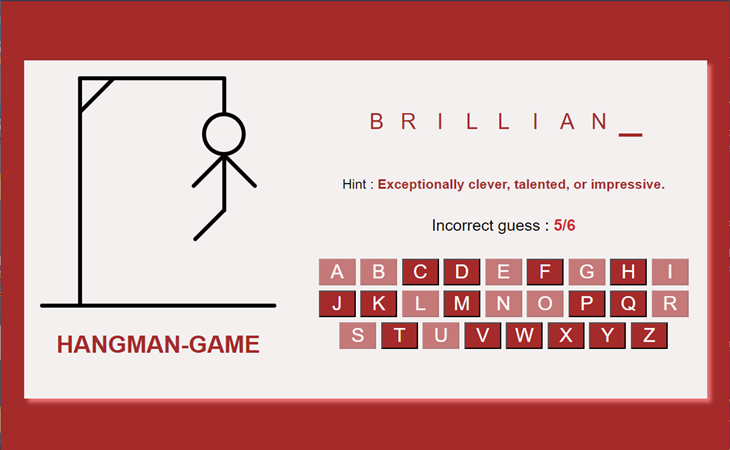 B R I L L I A N _
Hint : Exceptionally clever, talented, or impressive.
Incorrect guess : 5/6
A B C D E F G H I
J K L M N O P Q R
S T U V W X Y Z
HANGMAN-GAME